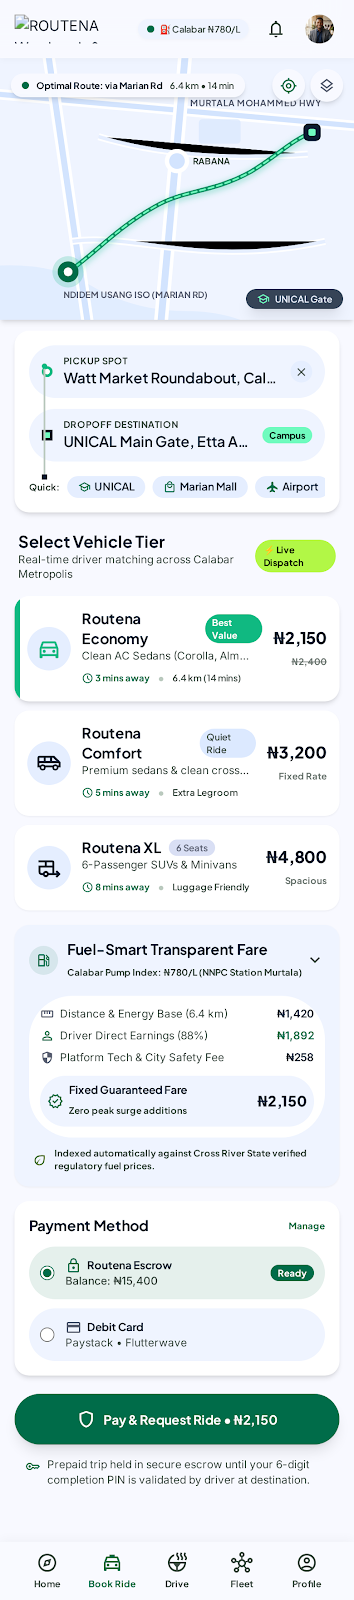 ROUTENA
Calabar ₦780/L
Optimal Route: via Marian Rd 6.4 km • 14 min
MURTALA MOHAMMED HWY
RABANA
NDIDEM USANG ISO (MARIAN RD)
UNICAL Gate
PICKUP SPOT
Watt Market Roundabout, Cal...
DROPOFF DESTINATION
UNICAL Main Gate, Etta A...
Campus
Quick:
UNICAL
Marian Mall
Airport
Select Vehicle Tier
Real-time driver matching across Calabar
Metropolis
⚡Live
Dispatch
Routena
Economy
Best
Value
₦2,150
Clean AC Sedans (Corolla, Alm...
₦2,400
3 mins away • 6.4 km (14 mins)
Routena
Comfort
Quiet
Ride
₦3,200
Premium sedans & clean cross...
Fixed Rate
5 mins away • Extra Legroom
Routena XL
6 Seats
₦4,800
6-Passenger SUVs & Minivans
Spacious
8 mins away • Luggage Friendly
Fuel-Smart Transparent Fare
Calabar Pump Index: ₦780/L (NNPC Station Murtala)
Distance & Energy Base (6.4 km) ₦1,420
Driver Direct Earnings (88%) ₦1,892
Platform Tech & City Safety Fee ₦258
Fixed Guaranteed Fare
Zero peak surge additions
₦2,150
Indexed automatically against Cross River State verified
regulatory fuel prices.
Payment Method
Manage
Routena Escrow
Balance: ₦15,400
Ready
Debit Card
Paystack • Flutterwave
Pay & Request Ride • ₦2,150
Prepaid trip held in secure escrow until your 6-digit
completion PIN is validated by driver at destination.
Home
Book Ride
Drive
Fleet
Profile